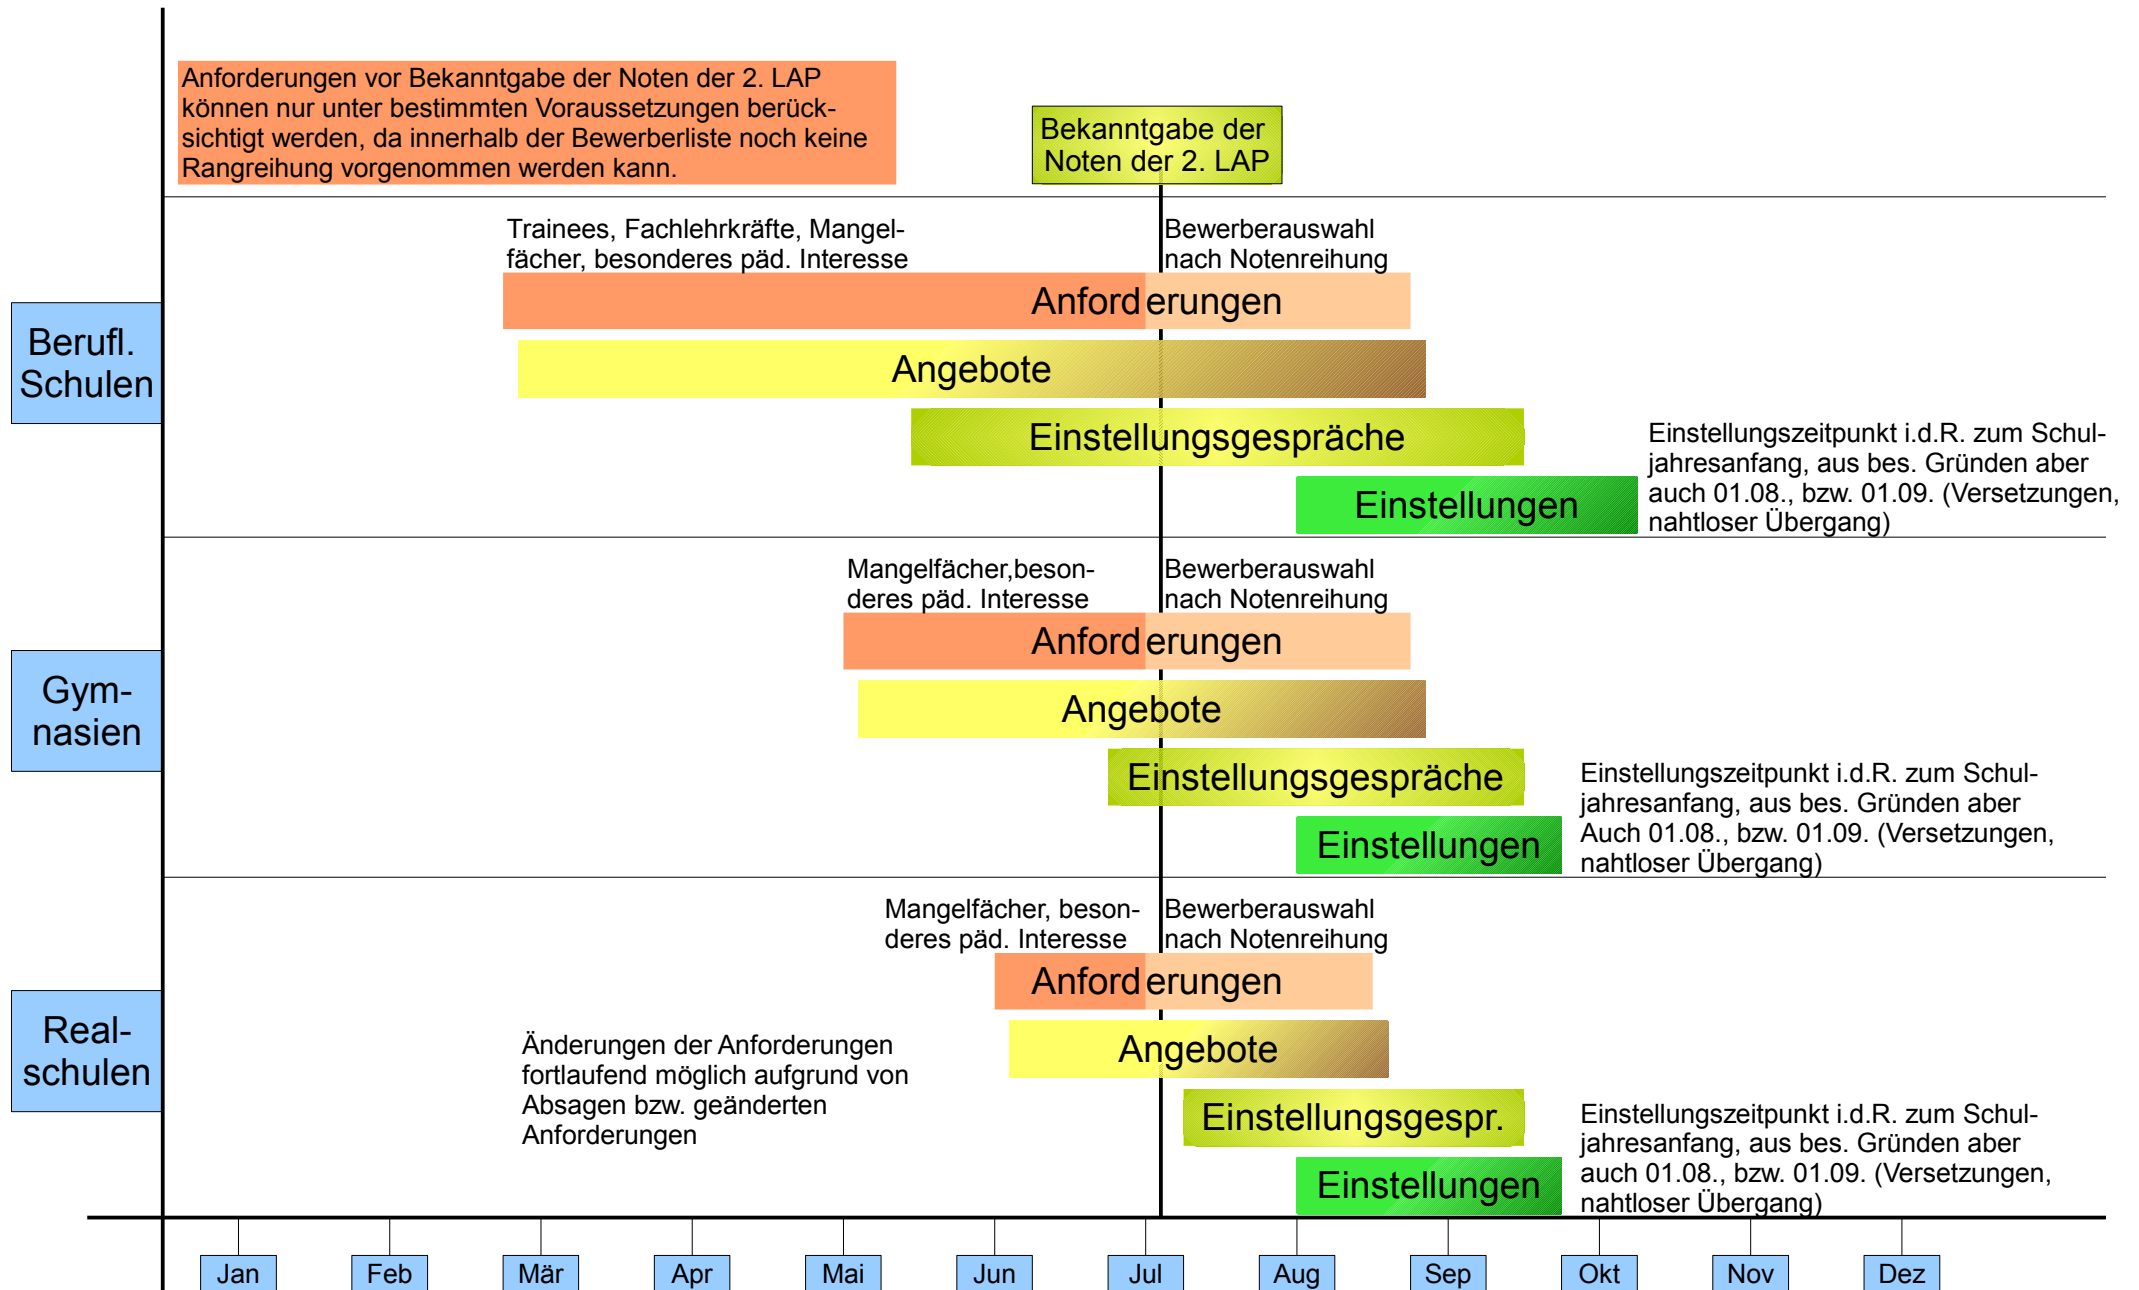 Anforderungen vor Bekanntgabe der Noten der 2. LAP
können nur unter bestimmten Voraussetzungen berück-
sichtigt werden, da innerhalb der Bewerberliste noch keine
Rangreihung vorgenommen werden kann.
Bekanntgabe der
Noten der 2. LAP
Berufl.
Schulen
Trainees, Fachlehrkräfte, Mangel-
fächer, besonderes päd. Interesse
Bewerberauswahl
nach Notenreihung
Anforderungen
Angebote
Einstellungsgespräche
Einstellungen
Einstellungszeitpunkt i.d.R. zum Schul-
jahresanfang, aus bes. Gründen aber
auch 01.08., bzw. 01.09. (Versetzungen,
nahtloser Übergang)
Gym-
nasien
Mangelfächer,beson-
deres päd. Interesse
Bewerberauswahl
nach Notenreihung
Anforderungen
Angebote
Einstellungsgespräche
Einstellungen
Einstellungszeitpunkt i.d.R. zum Schul-
jahresanfang, aus bes. Gründen aber
Auch 01.08., bzw. 01.09. (Versetzungen,
nahtloser Übergang)
Real-
schulen
Mangelfächer, beson-
deres päd. Interesse
Bewerberauswahl
nach Notenreihung
Anforderungen
Angebote
Änderungen der Anforderungen
fortlaufend möglich aufgrund von
Absagen bzw. geänderten
Anforderungen
Einstellungsgespr.
Einstellungen
Einstellungszeitpunkt i.d.R. zum Schul-
jahresanfang, aus bes. Gründen aber
auch 01.08., bzw. 01.09. (Versetzungen,
nahtloser Übergang)
Jan
Feb
Mär
Apr
Mai
Jun
Jul
Aug
Sep
Okt
Nov
Dez